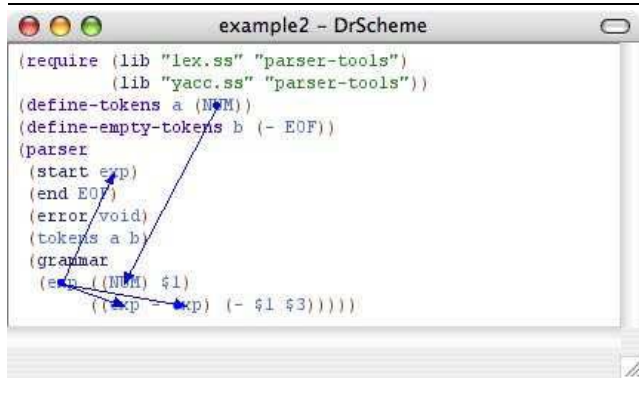 example2 - DrScheme
(require (lib "lex.ss" "parser-tools")
(lib "yacc.ss" "parser-tools"))
(define-tokens a (NUM))
(define-empty-tokens b (- EOF))
(parser
(start exp)
(end EOF)
(error void)
(tokens a b)
(grammar
(exp ((NUM) $1)
((exp - exp) (- $1 $3)))))